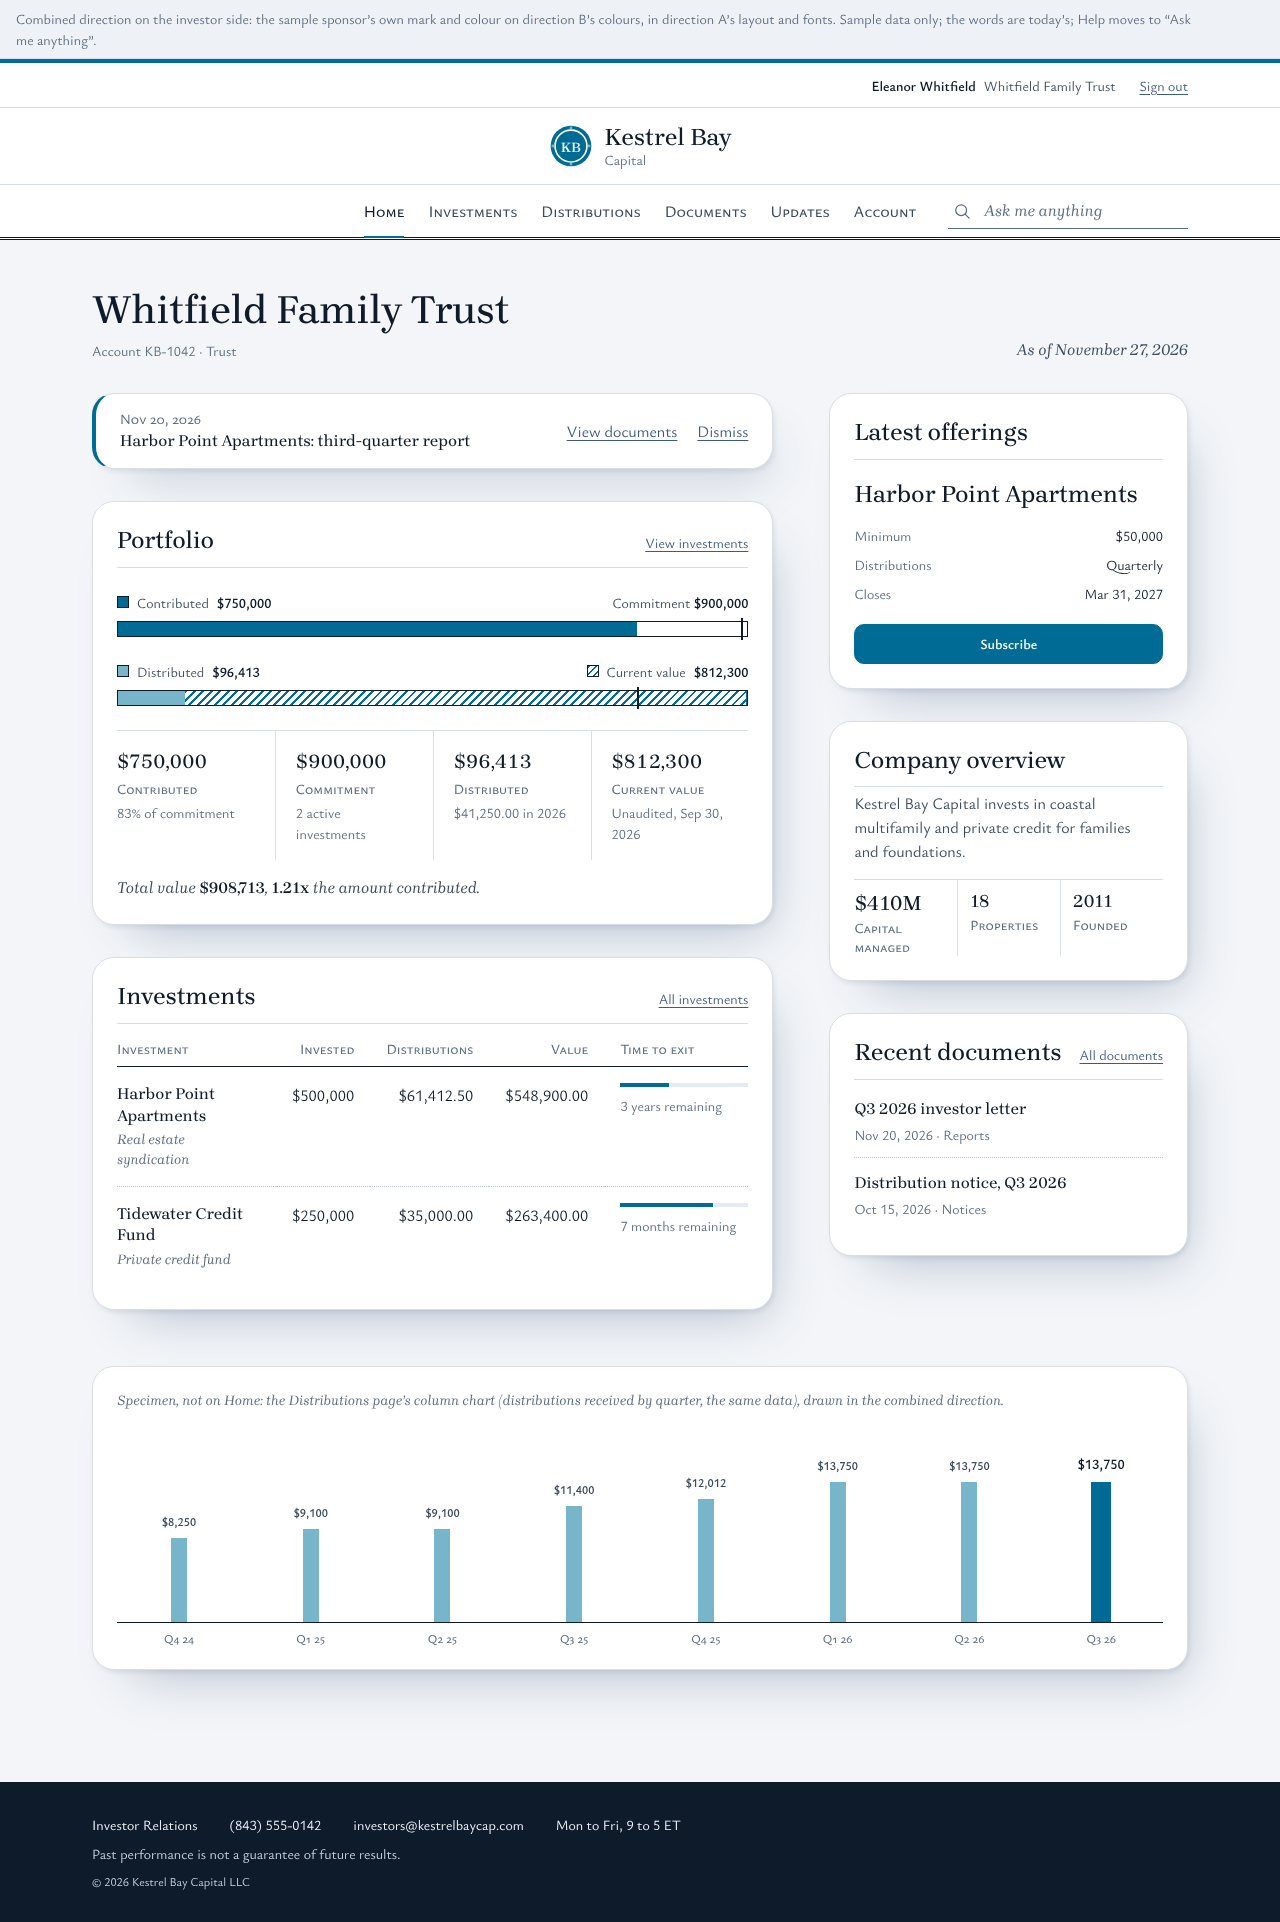 Combined direction on the investor side: the sample sponsor’s own mark and colour on direction B’s colours, in direction A’s layout and fonts. Sample data only; the words are today’s; Help moves to “Ask
me anything”.
Eleanor Whitfield Whitfield Family Trust Sign out
KB Kestrel Bay
Capital
Home Investments Distributions Documents Updates Account Ask me anything
Whitfield Family Trust
Account KB-1042 · Trust
As of November 27, 2026
Nov 20, 2026
Harbor Point Apartments: third-quarter report
View documents Dismiss
Portfolio View investments
Contributed $750,000 Commitment $900,000
Distributed $96,413 Current value $812,300
$750,000 $900,000 $96,413 $812,300
Contributed Commitment Distributed Current value
83% of commitment 2 active $41,250.00 in 2026 Unaudited, Sep 30,
investments 2026
Total value $908,713, 1.21x the amount contributed.
Investments All investments
Investment Invested Distributions Value Time to exit
Harbor Point $500,000 $61,412.50 $548,900.00
Apartments 3 years remaining
Real estate
syndication
Tidewater Credit $250,000 $35,000.00 $263,400.00
Fund 7 months remaining
Private credit fund
Latest offerings
Harbor Point Apartments
Minimum $50,000
Distributions Quarterly
Closes Mar 31, 2027
Subscribe
Company overview
Kestrel Bay Capital invests in coastal
multifamily and private credit for families
and foundations.
$410M 18 2011
Capital Properties Founded
managed
Recent documents All documents
Q3 2026 investor letter
Nov 20, 2026 · Reports
Distribution notice, Q3 2026
Oct 15, 2026 · Notices
Specimen, not on Home: the Distributions page’s column chart (distributions received by quarter, the same data), drawn in the combined direction.
$8,250 $9,100 $9,100 $11,400 $12,012 $13,750 $13,750 $13,750
Q4 24 Q1 25 Q2 25 Q3 25 Q4 25 Q1 26 Q2 26 Q3 26
Investor Relations (843) 555-0142 investors@kestrelbaycap.com Mon to Fri, 9 to 5 ET
Past performance is not a guarantee of future results.
© 2026 Kestrel Bay Capital LLC